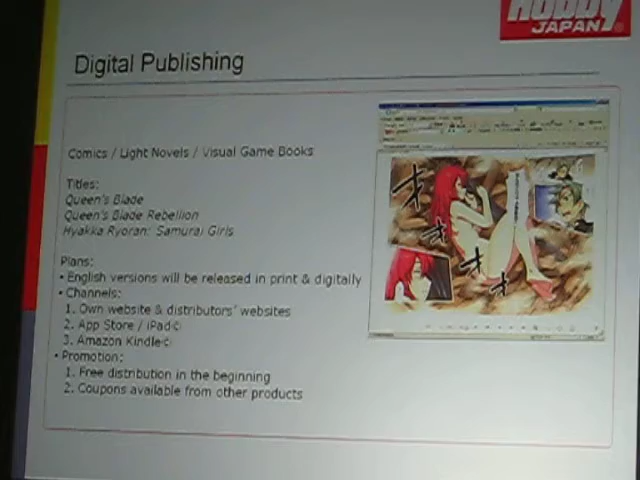 Hobby
JAPAN®
Digital Publishing
Comics / Light Novels / Visual Game Books
Titles:
Queen's Blade
Queen's Blade Rebellion
Hyakka Ryoran: Samurai Girls
Plans:
• English versions will be released in print & digitally
• Channels:
1. Own website & distributors' websites
2. App Store / iPad©
3. Amazon Kindle©
• Promotion:
1. Free distribution in the beginning
2. Coupons available from other products